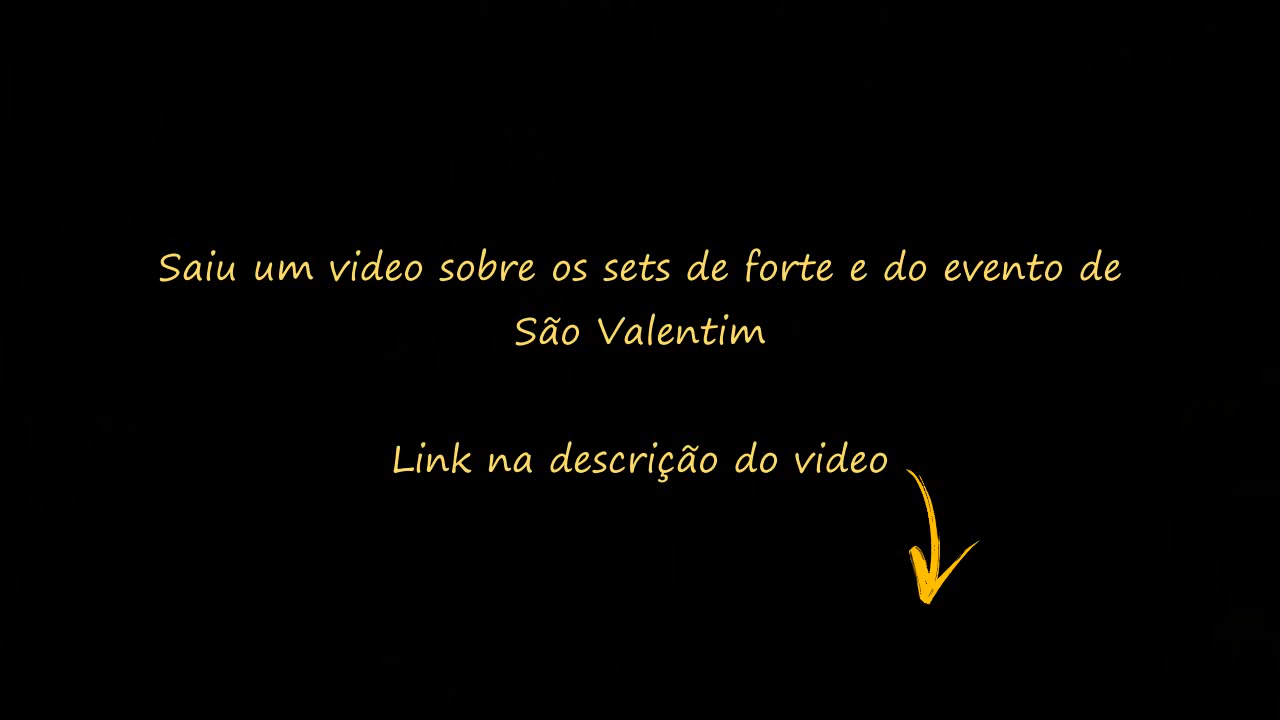 Saiu um video sobre os sets de forte e do evento de
São Valentim
Link na descrição do video